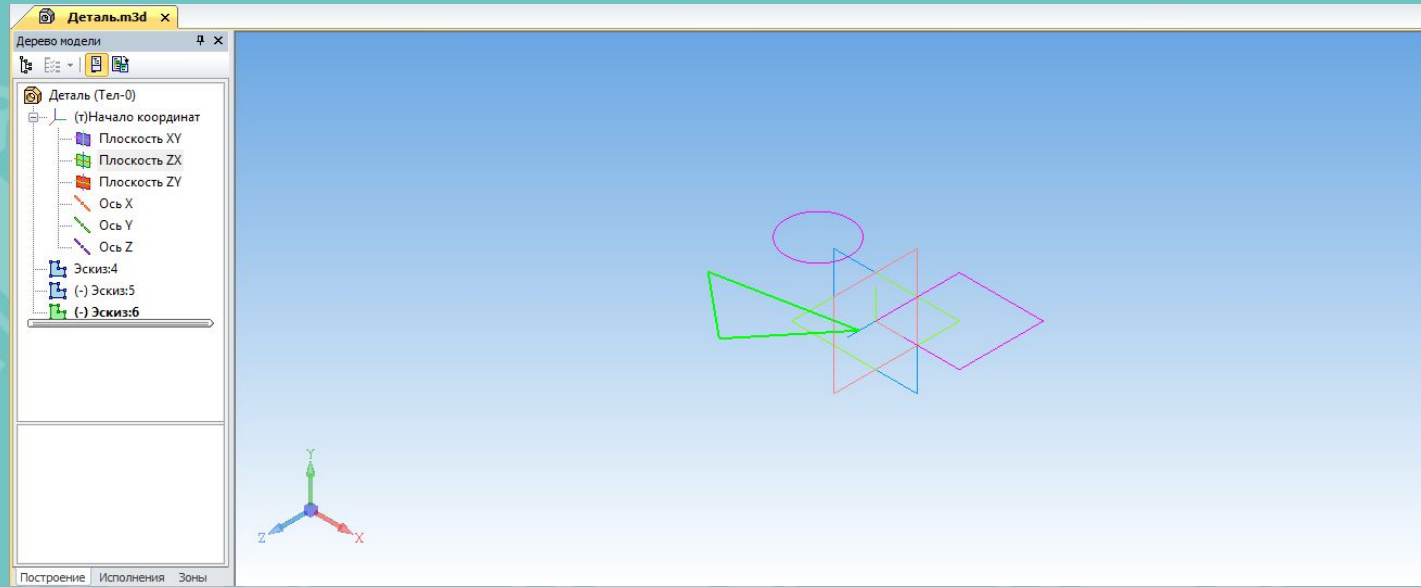 Деталь.m3d
Дерево модели
Деталь (Тел-0)
(т)Начало координат
Плоскость XY
Плоскость ZX
Плоскость ZY
Ось X
Ось Y
Ось Z
Эскиз:4
(-) Эскиз:5
(-) Эскиз:6
Y
Z
X
Построение Исполнения Зоны